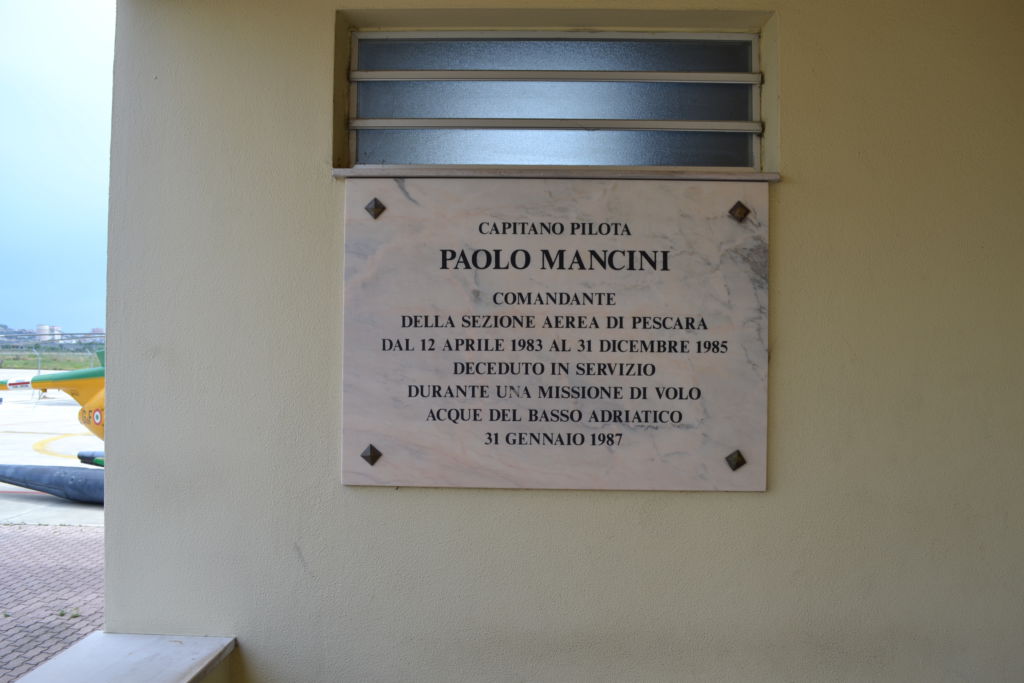 CAPITANO PILOTA
PAOLO MANCINI
COMANDANTE
DELLA SEZIONE AEREA DI PESCARA
DAL 12 APRILE 1983 AL 31 DICEMBRE 1985
DECEDUTO IN SERVIZIO
DURANTE UNA MISSIONE DI VOLO
ACQUE DEL BASSO ADRIATICO
31 GENNAIO 1987